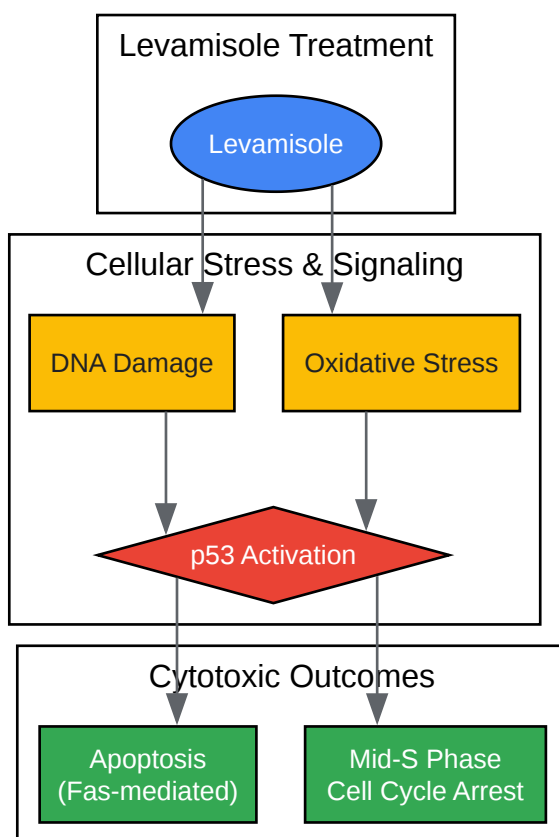 Levamisole Treatment
Levamisole
Cellular Stress & Signaling
DNA Damage
Oxidative Stress
p53 Activation
Cytotoxic Outcomes
Apoptosis
(Fas-mediated)
Mid-S Phase
Cell Cycle Arrest